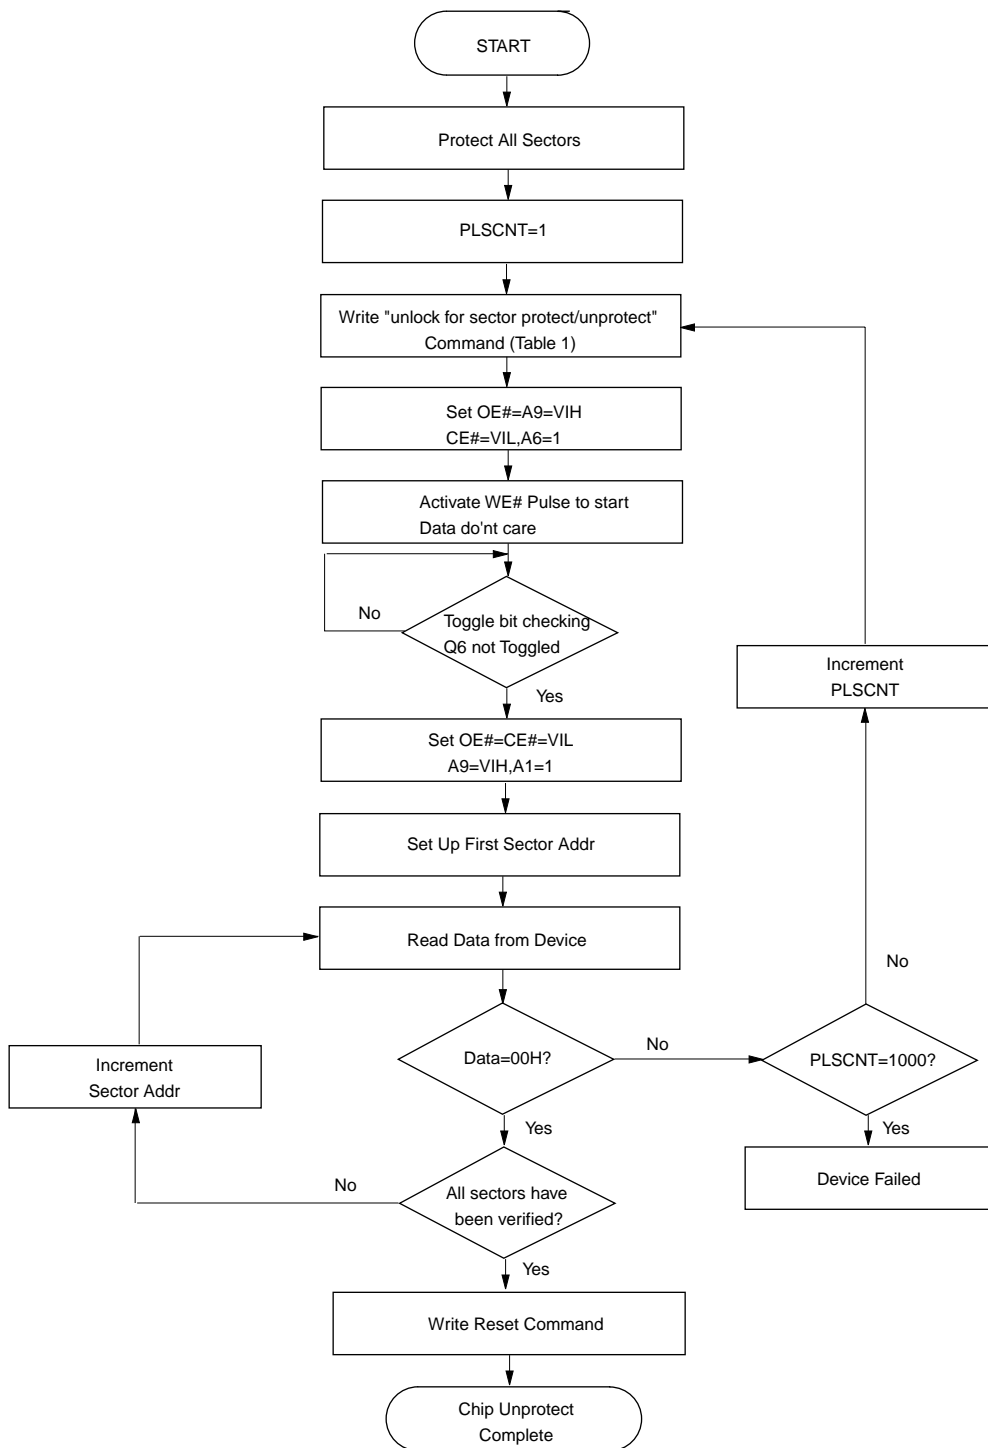 START
Protect All Sectors
PLSCNT=1
Write "unlock for sector protect/unprotect"
Command (Table 1)
Set OE#=A9=VIH
CE#=VIL,A6=1
Activate WE# Pulse to start
Data do'nt care
No
Toggle bit checking
Q6 not Toggled
Yes
Increment
PLSCNT
Set OE#=CE#=VIL
A9=VIH,A1=1
Set Up First Sector Addr
Read Data from Device
No
Data=00H?
No
PLSCNT=1000?
Increment
Sector Addr
Yes
Yes
Device Failed
No
All sectors have
been verified?
Yes
Write Reset Command
Chip Unprotect
Complete